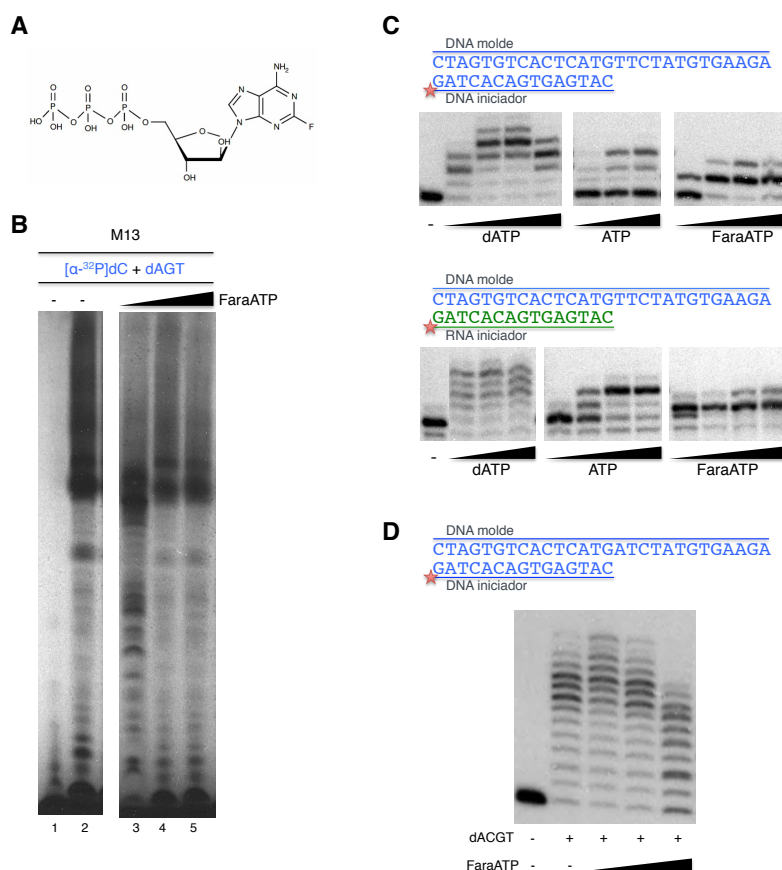 A
O
O
O
NH2
HO
P
O
P
O
P
O
OH
OH
OH
N
N
N
N
F
O
OH
OH
B
M13
[α-³²P]dC + dAGT
- - FaraATP
1 2 3 4 5
C
DNA molde
CTAGTGTCACTCATGTTCTATGTGAAGA
GATCACAGTGAGTAC
DNA iniciador
- dATP ATP FaraATP
DNA molde
CTAGTGTCACTCATGTTCTATGTGAAGA
GATCACAGTGAGTAC
RNA iniciador
- dATP ATP FaraATP
D
DNA molde
CTAGTGTCACTCATGATCTATGTGAAGA
GATCACAGTGAGTAC
DNA iniciador
dACGT - + + + +
FaraATP - -